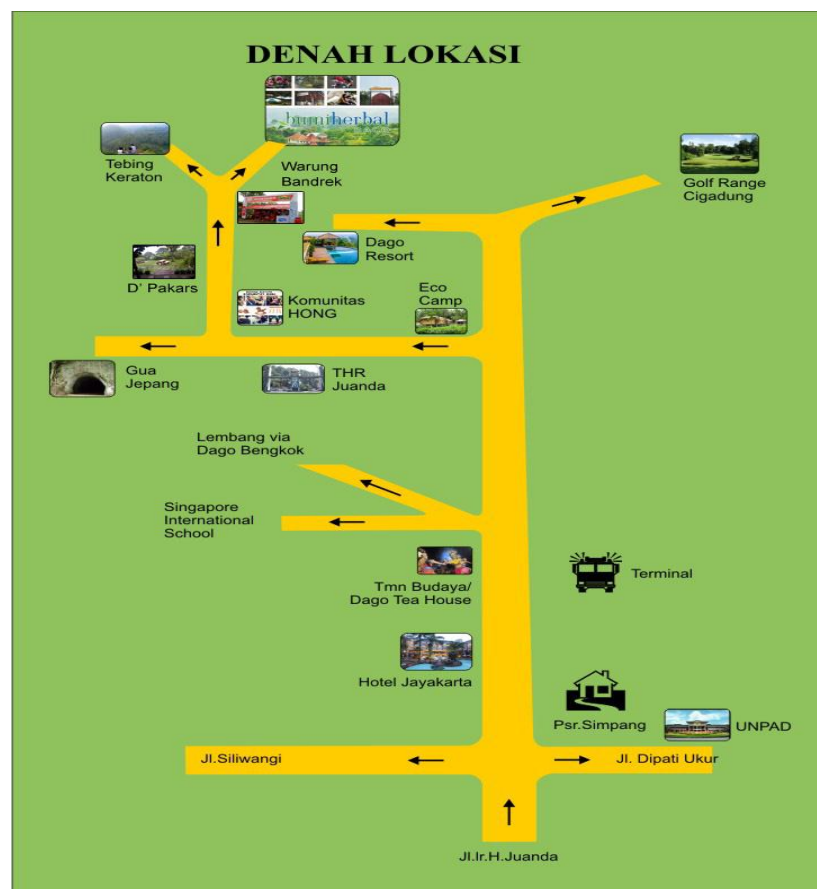 DENAH LOKASI
bumiherbal
Tebing
Keraton
Warung
Bandrek
Golf Range
Cigadung
Dago
Resort
D' Pakars
Komunitas
HONG
Eco
Camp
Gua
Jepang
THR
Juanda
Lembang via
Dago Bengkok
Singapore
International
School
Tmn Budaya/
Dago Tea House
Terminal
Hotel Jayakarta
Psr.Simpang
UNPAD
Jl.Siliwangi
Jl. Dipati Ukur
Jl.Ir.H.Juanda